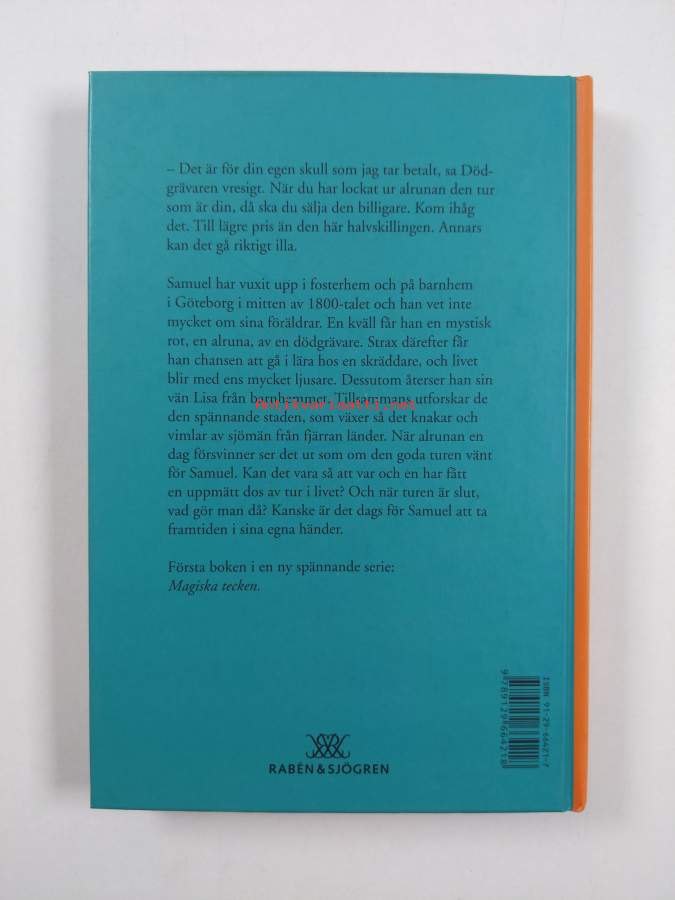 – Det är för din egen skull som jag tar betalt, sa Död-
grävaren vresigt. När du har lockat ur alrunan den tur
som är din, då ska du sälja den billigare. Kom ihåg
det. Till lägre pris än den här halvskillingen. Annars
kan det gå riktigt illa.
Samuel har vuxit upp i fosterhem och på barnhem
i Göteborg i mitten av 1800-talet och han vet inte
mycket om sina föräldrar. En kväll får han en mystisk
rot, en alruna, av en dödgrävare. Strax därefter får
han chansen att gå i lära hos en skräddare, och livet
blir med ens mycket ljusare. Dessutom återser han sin
vän Lisa från barnhemmet. Tillsammans utforskar de
antikvariaatti.net
den spännande staden, som växer så det knakar och
vimlar av sjömän från fjärran länder. När alrunan en
dag försvinner ser det ut som om den goda turen vänt
för Samuel. Kan det vara så att var och en har fått
en uppmätt dos av tur i livet? Och när turen är slut,
vad gör man då? Kanske är det dags för Samuel att ta
framtiden i sina egna händer.
Första boken i en ny spännande serie:
Magiska tecken.
ISBN 91-29-66421-7
9789129664218
RABÉN & SJÖGREN